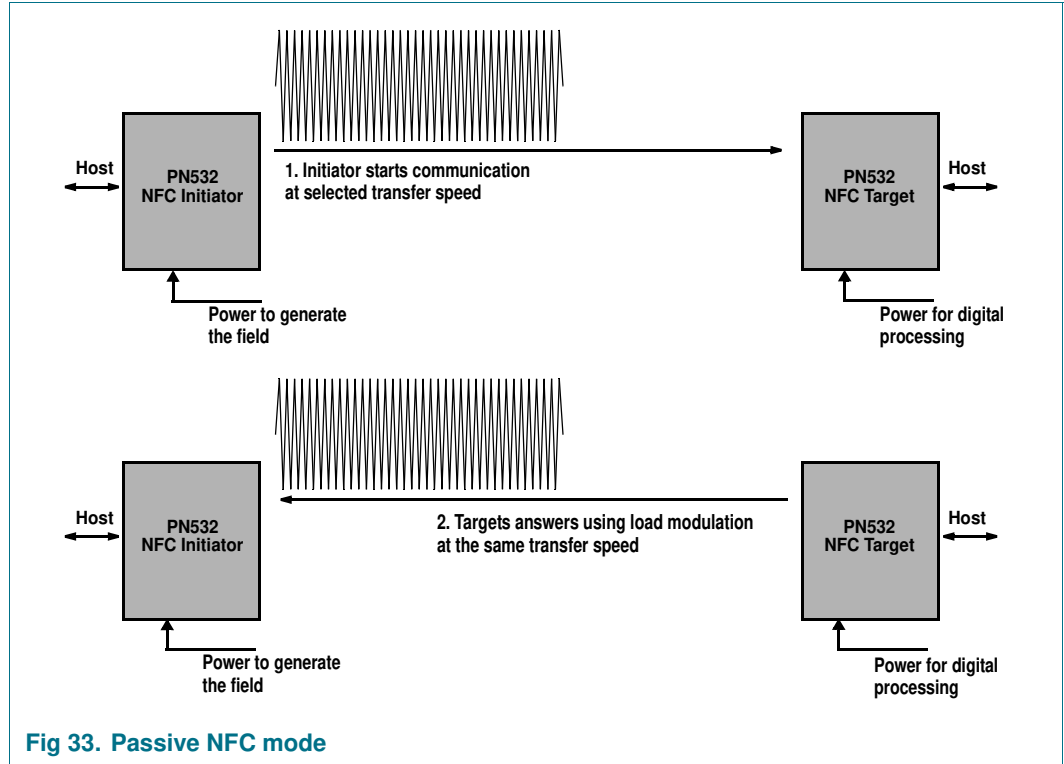 Host
PN532
NFC Initiator
1. Initiator starts communication
at selected transfer speed
PN532
NFC Target
Host
Power to generate
the field
Power for digital
processing
Host
PN532
NFC Initiator
2. Targets answers using load modulation
at the same transfer speed
PN532
NFC Target
Host
Power to generate
the field
Power for digital
processing
Fig 33. Passive NFC mode